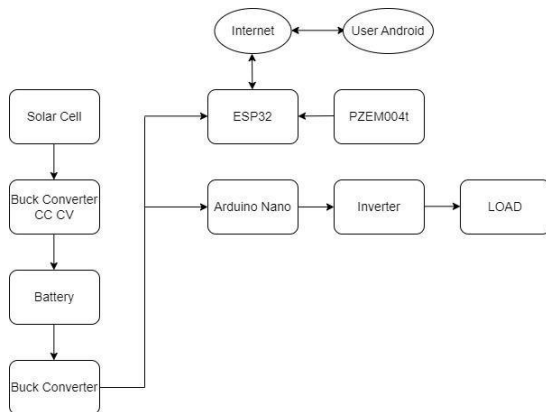 Internet
User Android
Solar Cell
ESP32
PZEM004t
Buck Converter
CC CV
Arduino Nano
Inverter
LOAD
Battery
Buck Converter